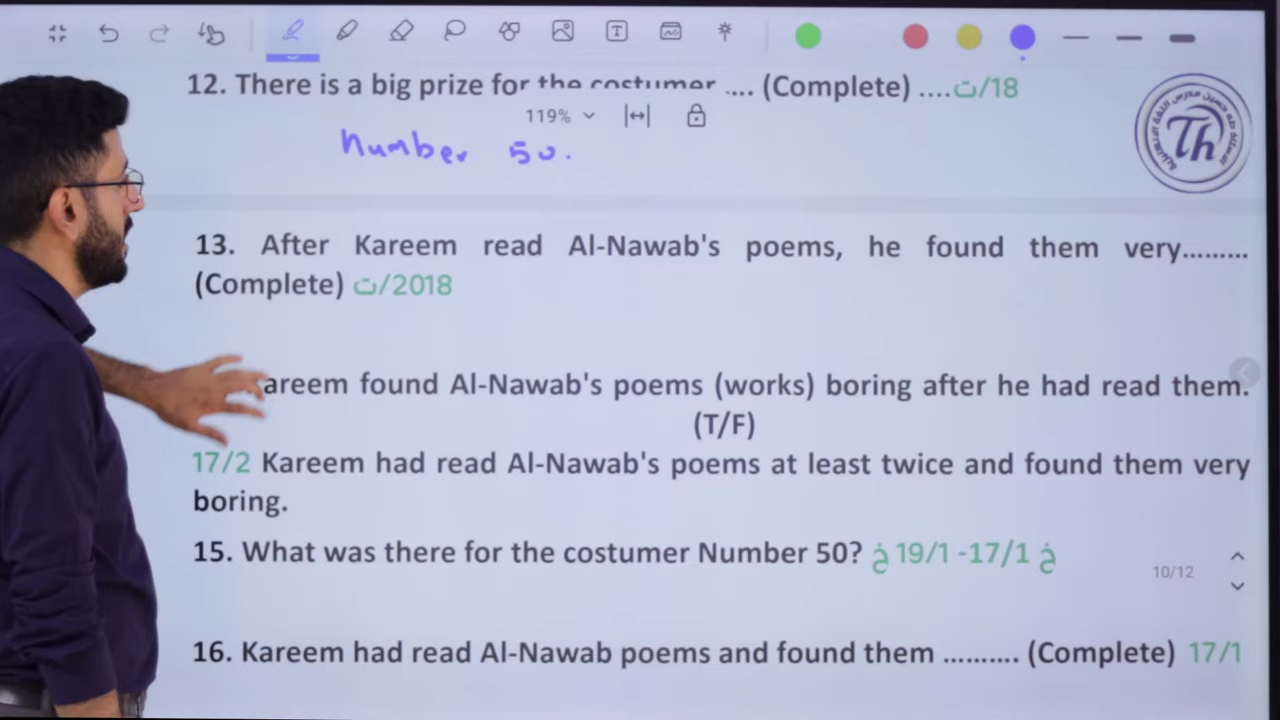 12. There is a big prize for the costumer .... (Complete) ....ت/18
119%
Number 50.
Th
13. After Kareem read Al-Nawab's poems, he found them very.........
(Complete) ت/2018
areem found Al-Nawab's poems (works) boring after he had read them.
(T/F)
17/2 Kareem had read Al-Nawab's poems at least twice and found them very
boring.
15. What was there for the costumer Number 50? خ 19/1 -17/1 خ
10/12
16. Kareem had read Al-Nawab poems and found them .......... (Complete) 17/1